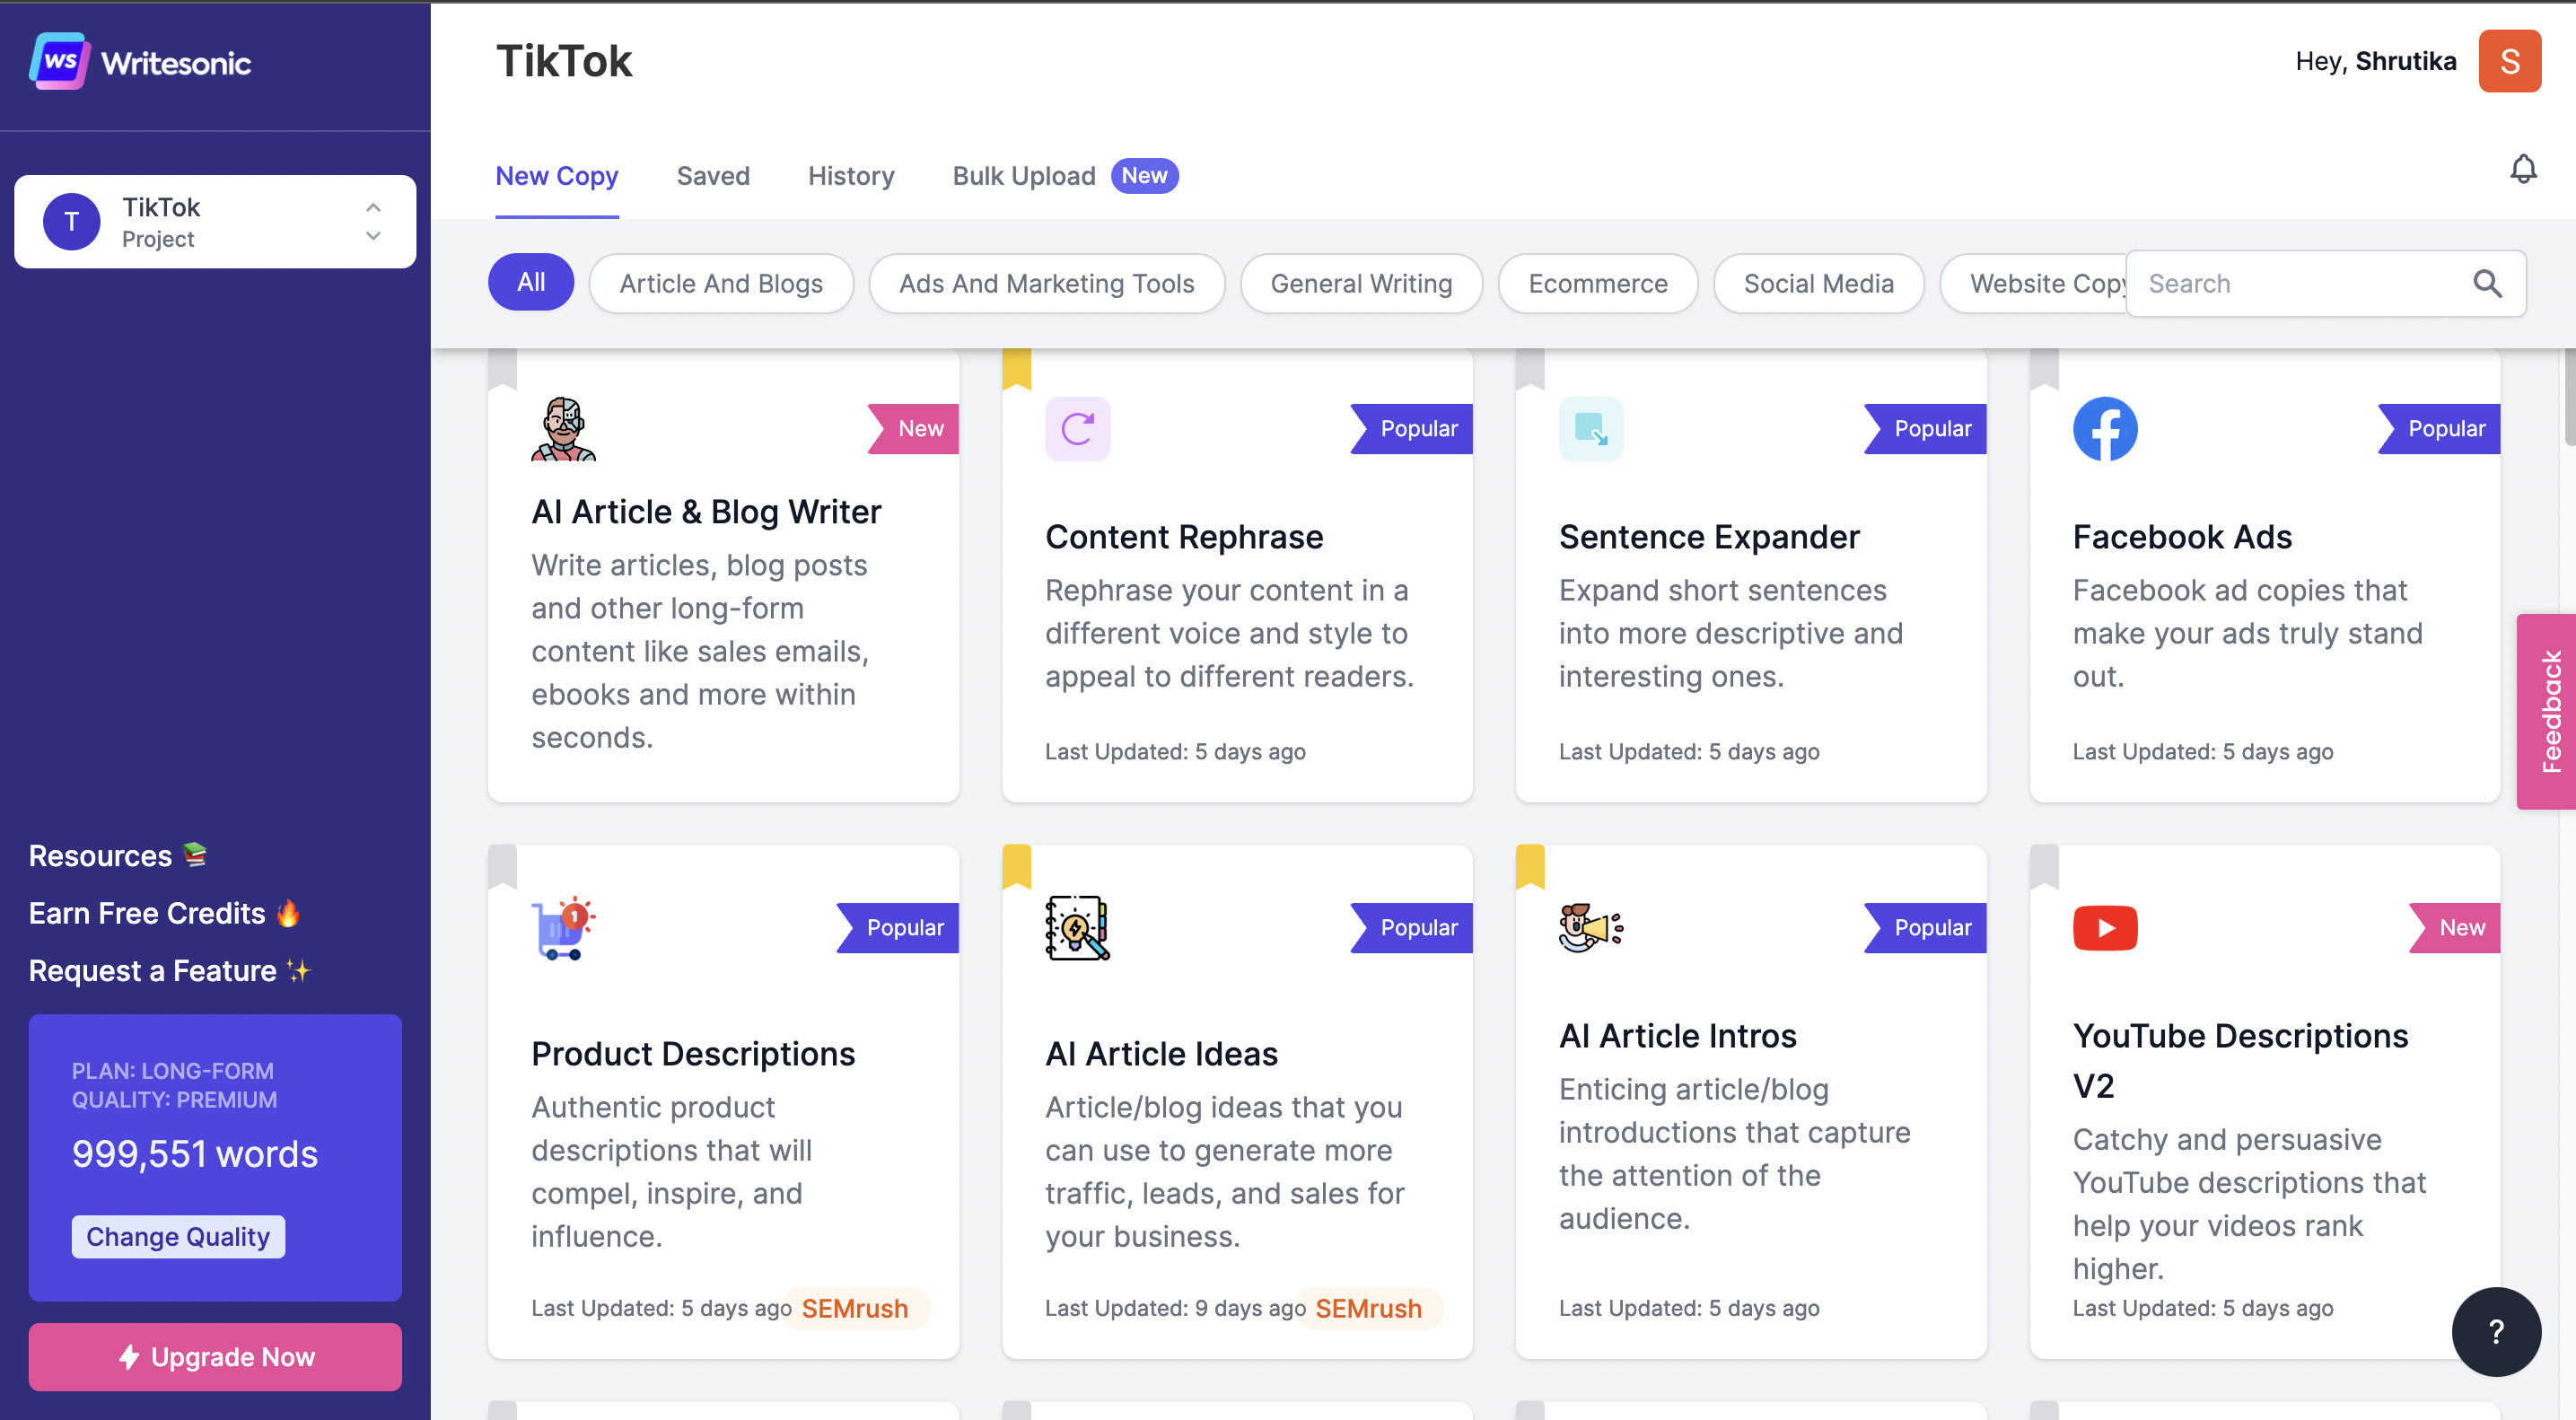 WS Writesonic
TikTok
Hey, Shrutika
S
T
TikTok
Project
New Copy
Saved
History
Bulk Upload
New
All
Article And Blogs
Ads And Marketing Tools
General Writing
Ecommerce
Social Media
Website Copy
Search
New
AI Article & Blog Writer
Write articles, blog posts
and other long-form
content like sales emails,
ebooks and more within
seconds.
Popular
Content Rephrase
Rephrase your content in a
different voice and style to
appeal to different readers.
Last Updated: 5 days ago
Popular
Sentence Expander
Expand short sentences
into more descriptive and
interesting ones.
Last Updated: 5 days ago
Popular
Facebook Ads
Facebook ad copies that
make your ads truly stand
out.
Last Updated: 5 days ago
Feedback
1
Popular
Product Descriptions
Authentic product
descriptions that will
compel, inspire, and
influence.
Last Updated: 5 days ago
SEMrush
Popular
AI Article Ideas
Article/blog ideas that you
can use to generate more
traffic, leads, and sales for
your business.
Last Updated: 9 days ago
SEMrush
Popular
AI Article Intros
Enticing article/blog
introductions that capture
the attention of the
audience.
Last Updated: 5 days ago
New
YouTube Descriptions
V2
Catchy and persuasive
YouTube descriptions that
help your videos rank
higher.
Last Updated: 5 days ago
?
Resources 📚
Earn Free Credits 🔥
Request a Feature ✨
PLAN: LONG-FORM
QUALITY: PREMIUM
999,551 words
Change Quality
Upgrade Now